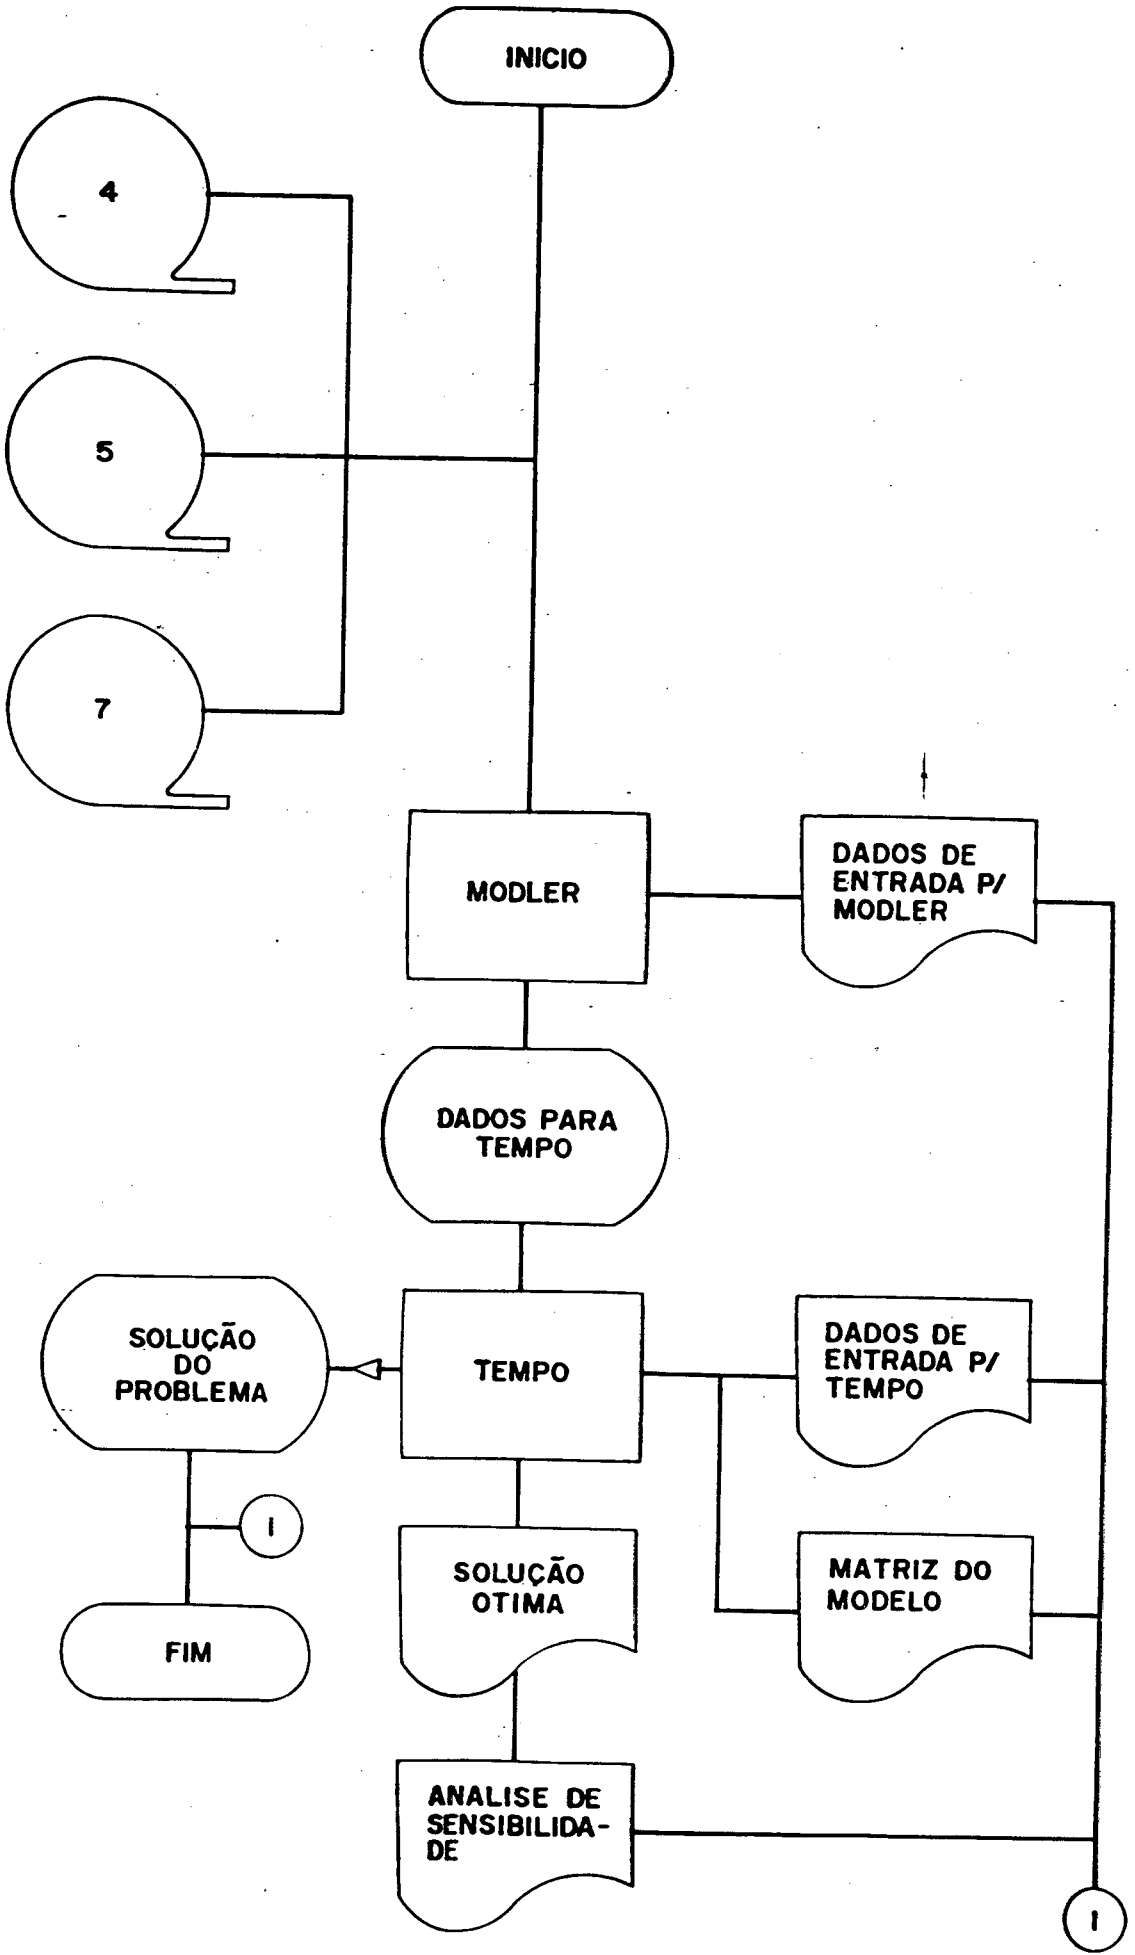 INICIO
4
5
7
MODLER
DADOS DE
ENTRADA P/
MODLER
DADOS PARA
TEMPO
SOLUÇÃO
DO
PROBLEMA
TEMPO
DADOS DE
ENTRADA P/
TEMPO
I
SOLUÇÃO
OTIMA
MATRIZ DO
MODELO
FIM
ANALISE DE
SENSIBILIDA-
DE
I